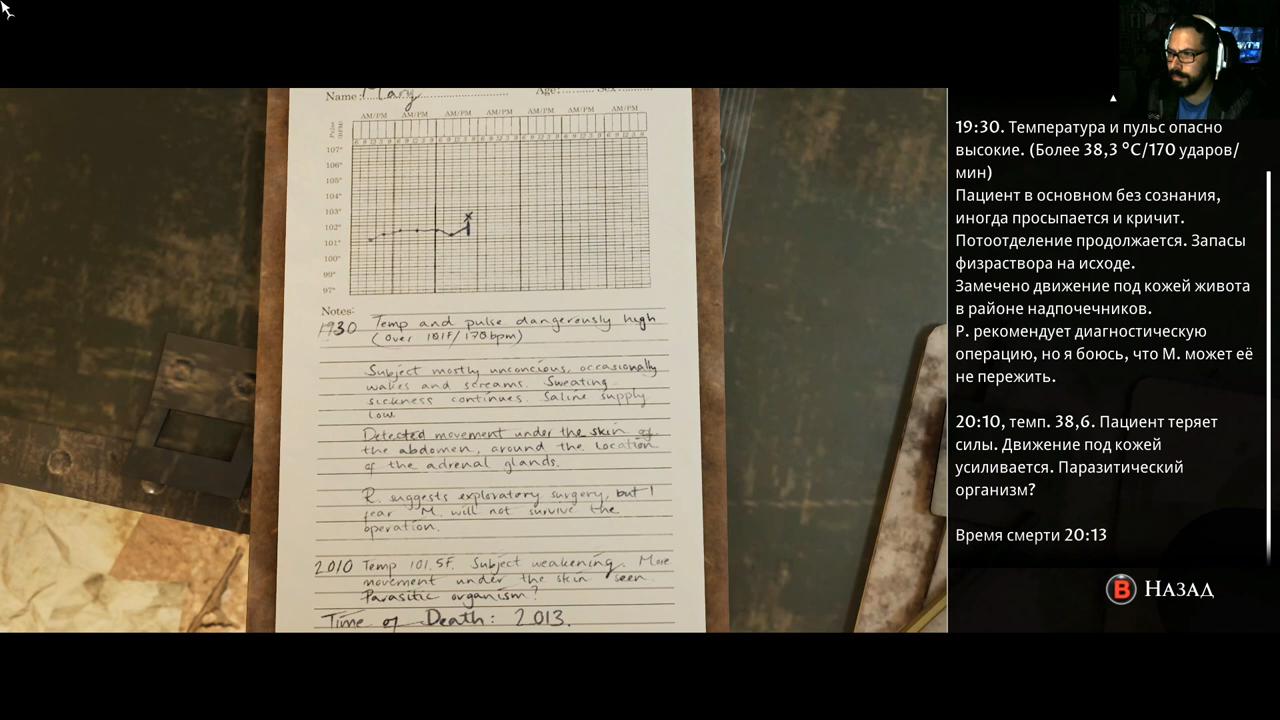 Name: Mary Age: Sex
AM/PM AM/PM AM/PM AM/PM AM/PM AM/PM AM/PM
Pulse
107°
106°
105°
104°
103°
102°
101°
100°
99°
97°
Notes:
1930 Temp and pulse dangerously high
(over 101F/170bpm)
Subject mostly unconcious, occasionally
wakes and screams. Sweating
sickness continues. Saline supply
low.
Detected movement under the skin of
the abdomen, around the location
of the adrenal glands.
R. suggests exploratory surgery, but I
fear M. will not survive the
operation.
2010 Temp 101.5F. Subject weakening. More
movement under the skin seen.
Parasitic organism?
Time of Death: 2013.
19:30. Температура и пульс опасно
высокие. (Более 38,3 °C/170 ударов/
мин)
Пациент в основном без сознания,
иногда просыпается и кричит.
Потоотделение продолжается. Запасы
физраствора на исходе.
Замечено движение под кожей живота
в районе надпочечников.
Р. рекомендует диагностическую
операцию, но я боюсь, что М. может её
не пережить.
20:10, темп. 38,6. Пациент теряет
силы. Движение под кожей
усиливается. Паразитический
организм?
Время смерти 20:13
B Назад